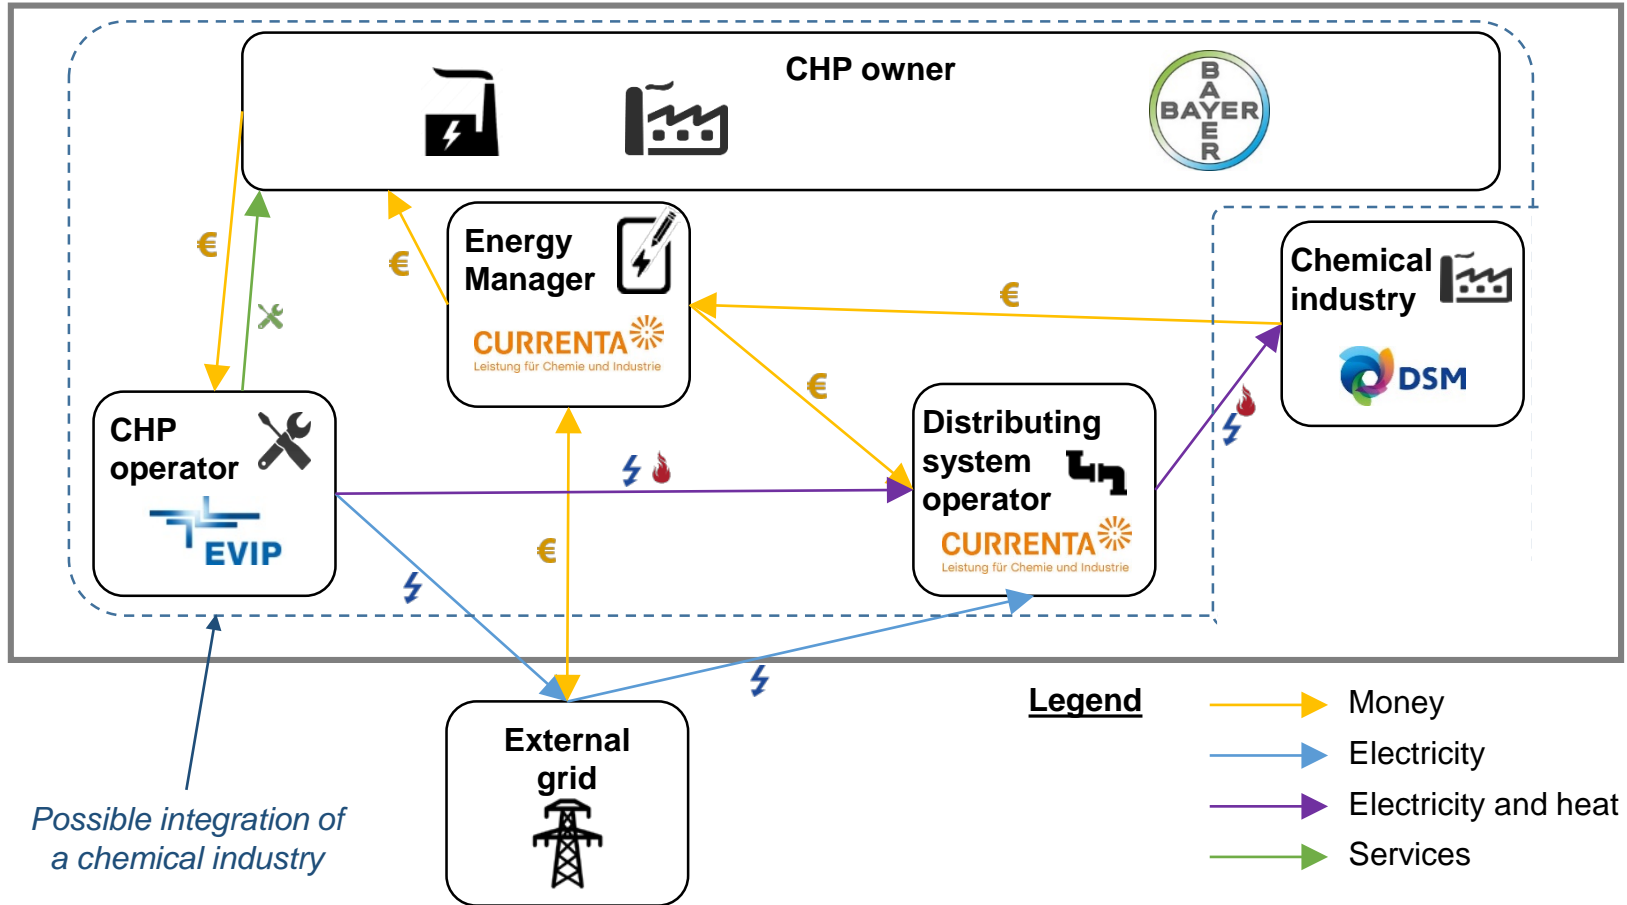 CHP owner
BAYER
BAYER
€
€
Energy
Manager
CURRENTA
Leistung für Chemie und Industrie
€
Chemical
industry
DSM
€
CHP
operator
EVIP
Distributing
system
operator
CURRENTA
Leistung für Chemie und Industrie
€
Legend
Money
Electricity
Electricity and heat
Services
External
grid
Possible integration of
a chemical industry